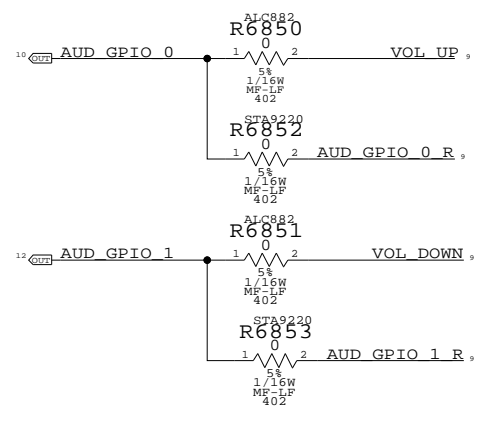 ALC882
R6850
10 OUT AUD_GPIO_0 1 0 2 VOL_UP 9
5%
1/16W
MF-LF
402
STA9220
R6852
1 0 2 AUD_GPIO_0_R 9
5%
1/16W
MF-LF
402
ALC882
R6851
12 OUT AUD_GPIO_1 1 0 2 VOL_DOWN 9
5%
1/16W
MF-LF
402
STA9220
R6853
1 0 2 AUD_GPIO_1_R 9
5%
1/16W
MF-LF
402